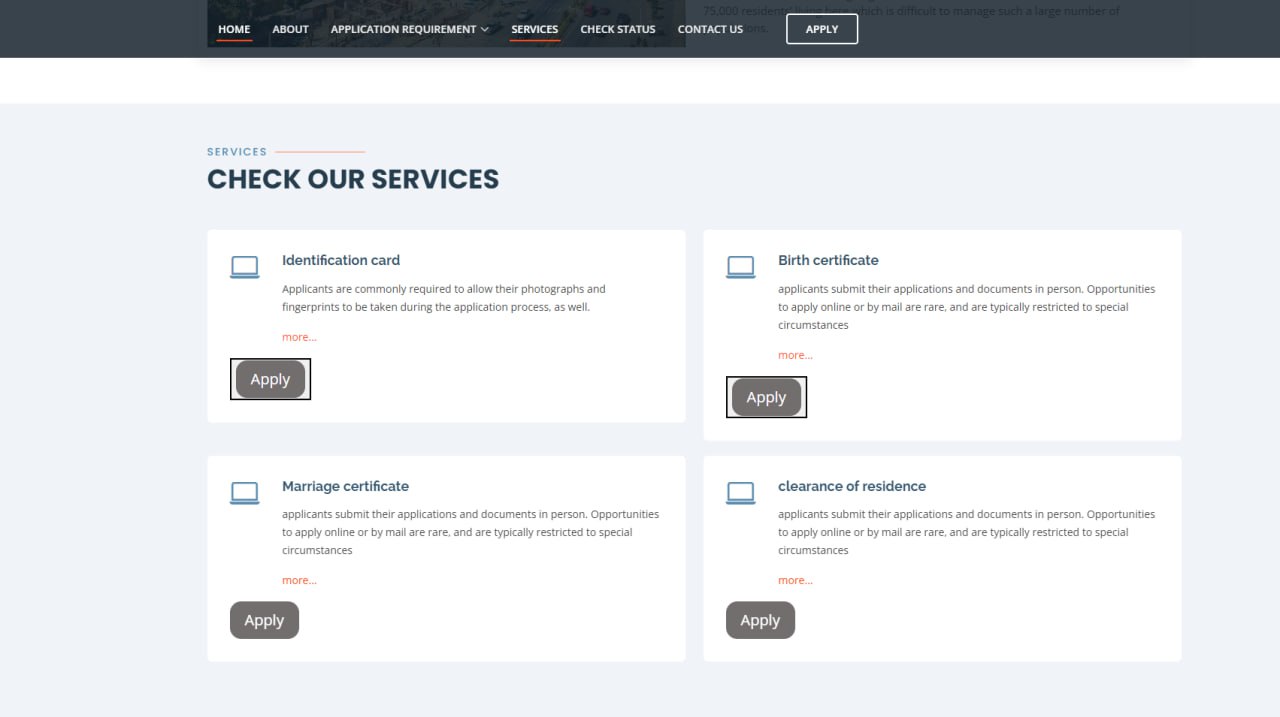 75,000 residents' living here which is difficult to manage such a large number of
HOME ABOUT APPLICATION REQUIREMENT SERVICES CHECK STATUS CONTACT US APPLY
SERVICES
CHECK OUR SERVICES
Identification card
Applicants are commonly required to allow their photographs and
fingerprints to be taken during the application process, as well.
more...
Apply
Birth certificate
applicants submit their applications and documents in person. Opportunities
to apply online or by mail are rare, and are typically restricted to special
circumstances
more...
Apply
Marriage certificate
applicants submit their applications and documents in person. Opportunities
to apply online or by mail are rare, and are typically restricted to special
circumstances
more...
Apply
clearance of residence
applicants submit their applications and documents in person. Opportunities
to apply online or by mail are rare, and are typically restricted to special
circumstances
more...
Apply